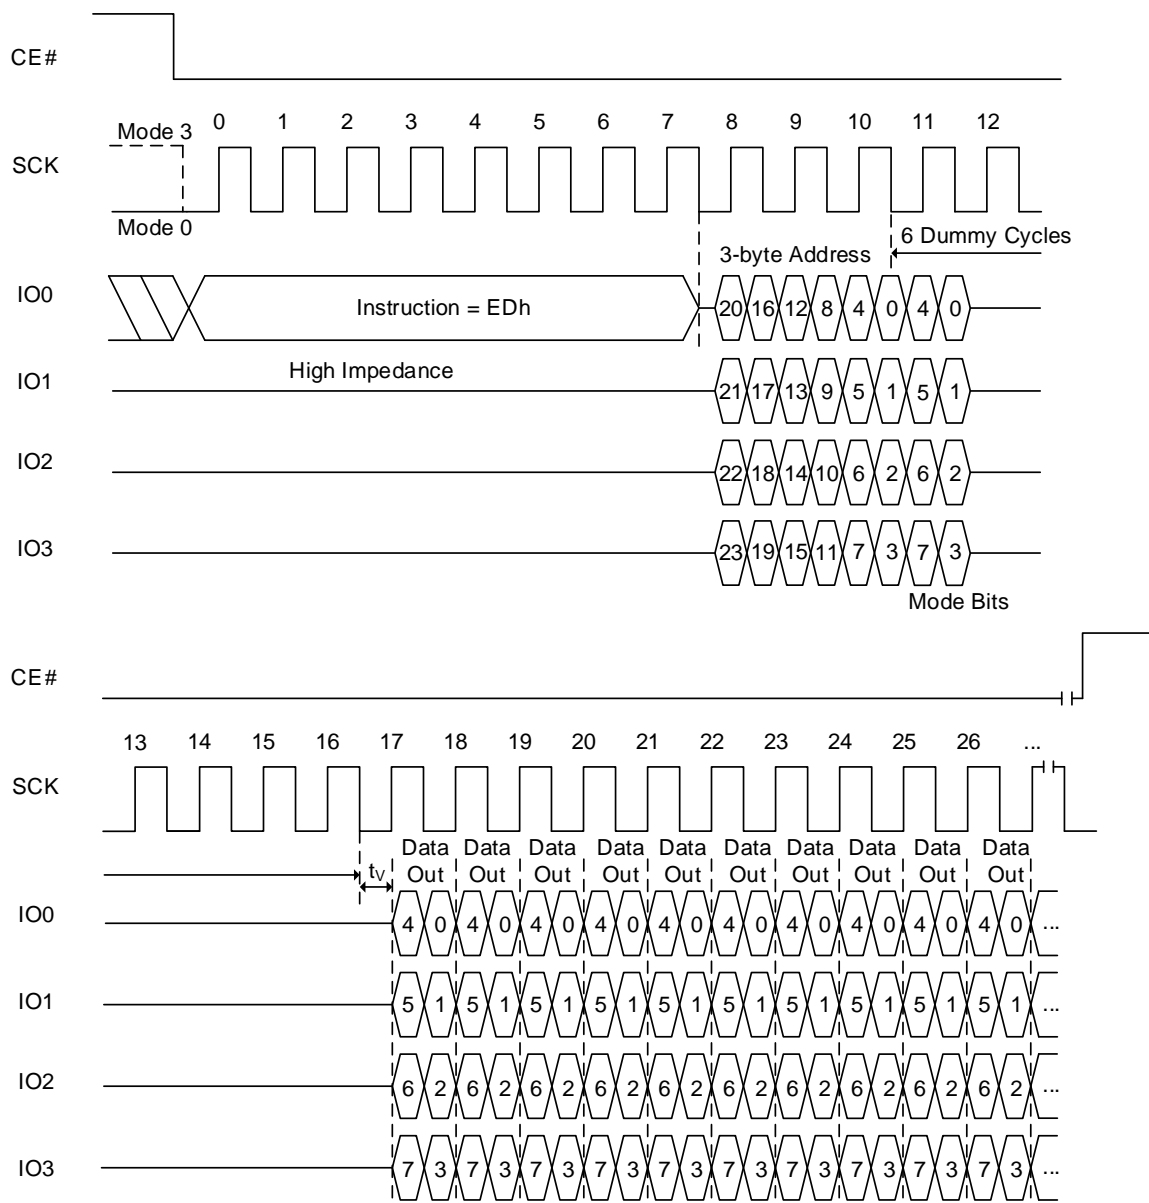 CE#
0 1 2 3 4 5 6 7 8 9 10 11 12
Mode 3
SCK
Mode 0
6 Dummy Cycles
3-byte Address
IO0 Instruction = EDh 20 16 12 8 4 0 4 0
High Impedance
IO1 21 17 13 9 5 1 5 1
IO2 22 18 14 10 6 2 6 2
IO3 23 19 15 11 7 3 7 3
Mode Bits
CE#
13 14 15 16 17 18 19 20 21 22 23 24 25 26 ...
SCK
Data Data Data Data Data Data Data Data Data Data
tV Out Out Out Out Out Out Out Out Out Out
IO0 4 0 4 0 4 0 4 0 4 0 4 0 4 0 4 0 4 0 4 0 ...
IO1 5 1 5 1 5 1 5 1 5 1 5 1 5 1 5 1 5 1 5 1 ...
IO2 6 2 6 2 6 2 6 2 6 2 6 2 6 2 6 2 6 2 6 2 ...
IO3 7 3 7 3 7 3 7 3 7 3 7 3 7 3 7 3 7 3 7 3 ...